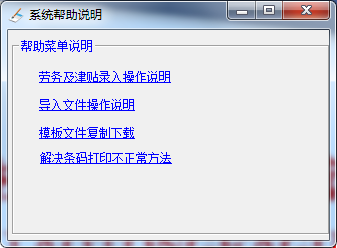 系统帮助说明
帮助菜单说明
劳务及津贴录入操作说明
导入文件操作说明
模板文件复制下载
解决条码打印不正常方法